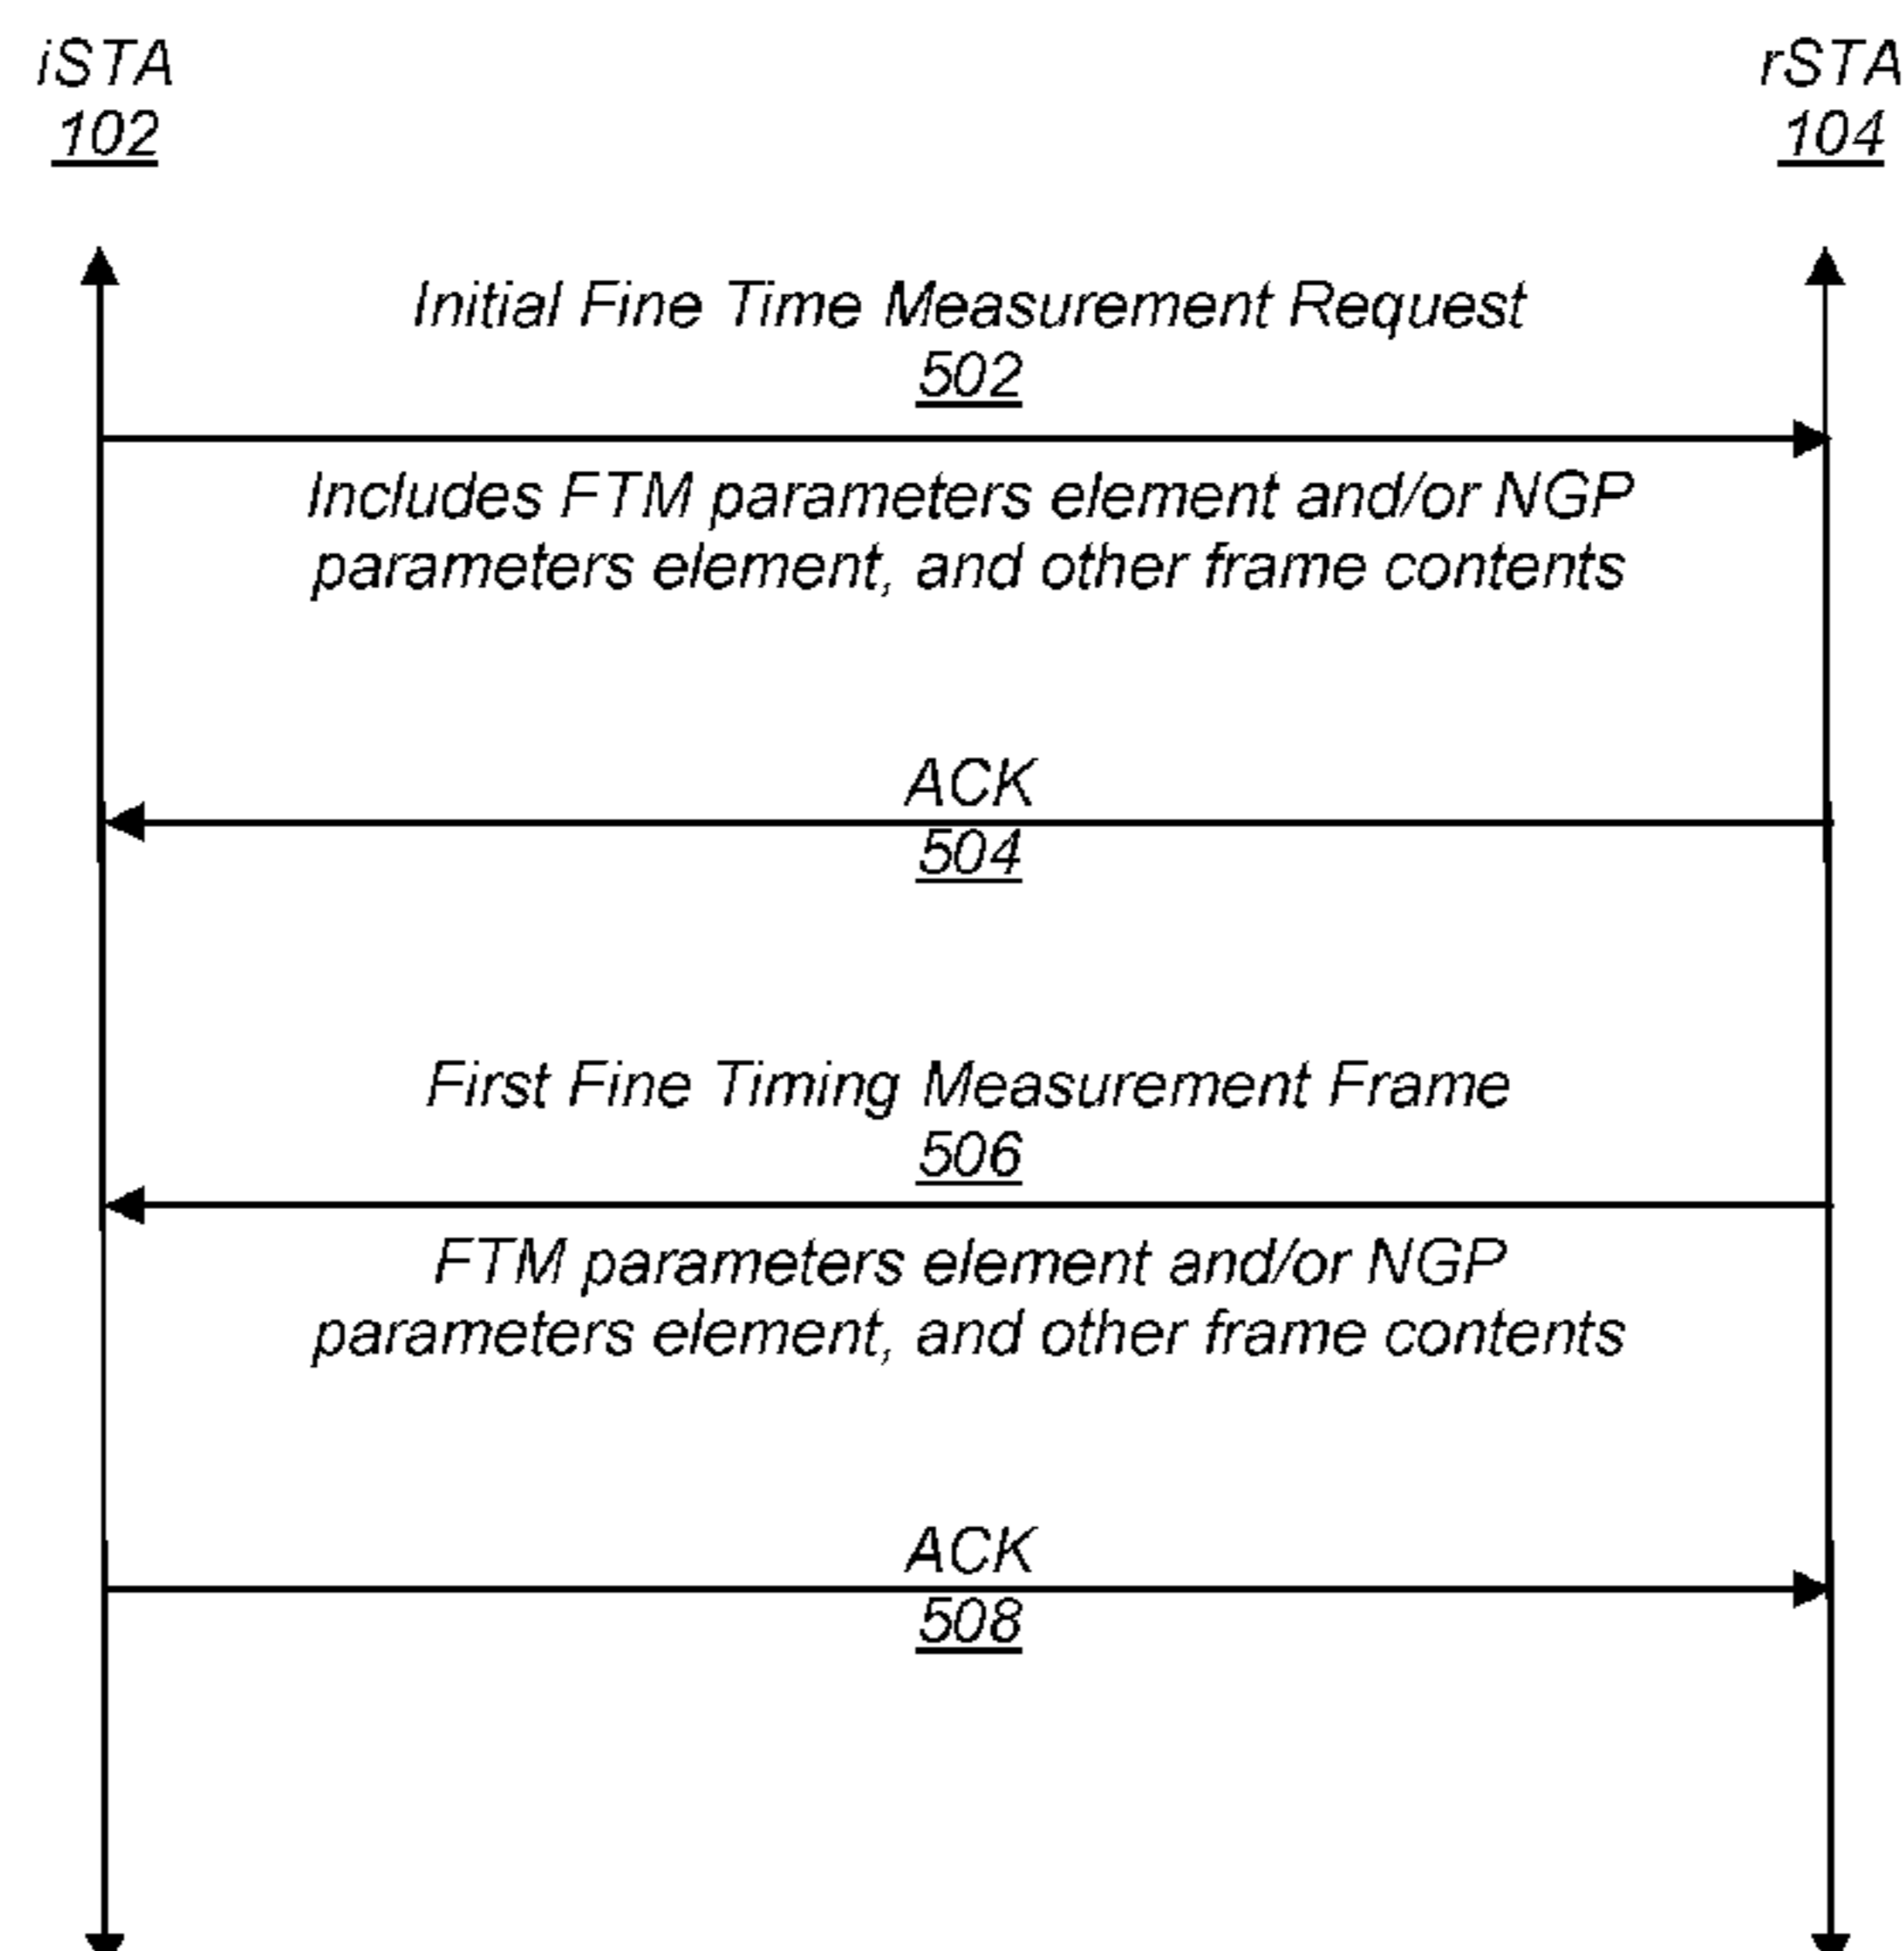 iSTA
102
rSTA
104
Initial Fine Time Measurement Request
502
Includes FTM parameters element and/or NGP
parameters element, and other frame contents
ACK
504
First Fine Timing Measurement Frame
506
FTM parameters element and/or NGP
parameters element, and other frame contents
ACK
508